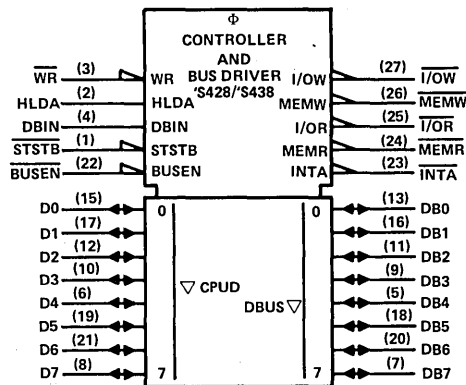 Φ
CONTROLLER
AND
BUS DRIVER
'S428/'S438
WR (3) WR I/OW (27) I/OW
HLDA (2) HLDA MEMW (26) MEMW
DBIN (4) DBIN I/OR (25) I/OR
STSTB (1) STSTB MEMR (24) MEMR
BUSEN (22) BUSEN INTA (23) INTA
D0 (15) 0 0 (13) DB0
D1 (17) (16) DB1
D2 (12) (11) DB2
D3 (10) (9) DB3
D4 (6) ▽ CPUD DBUS ▽ (5) DB4
D5 (19) (18) DB5
D6 (21) (20) DB6
D7 (8) 7 7 (7) DB7